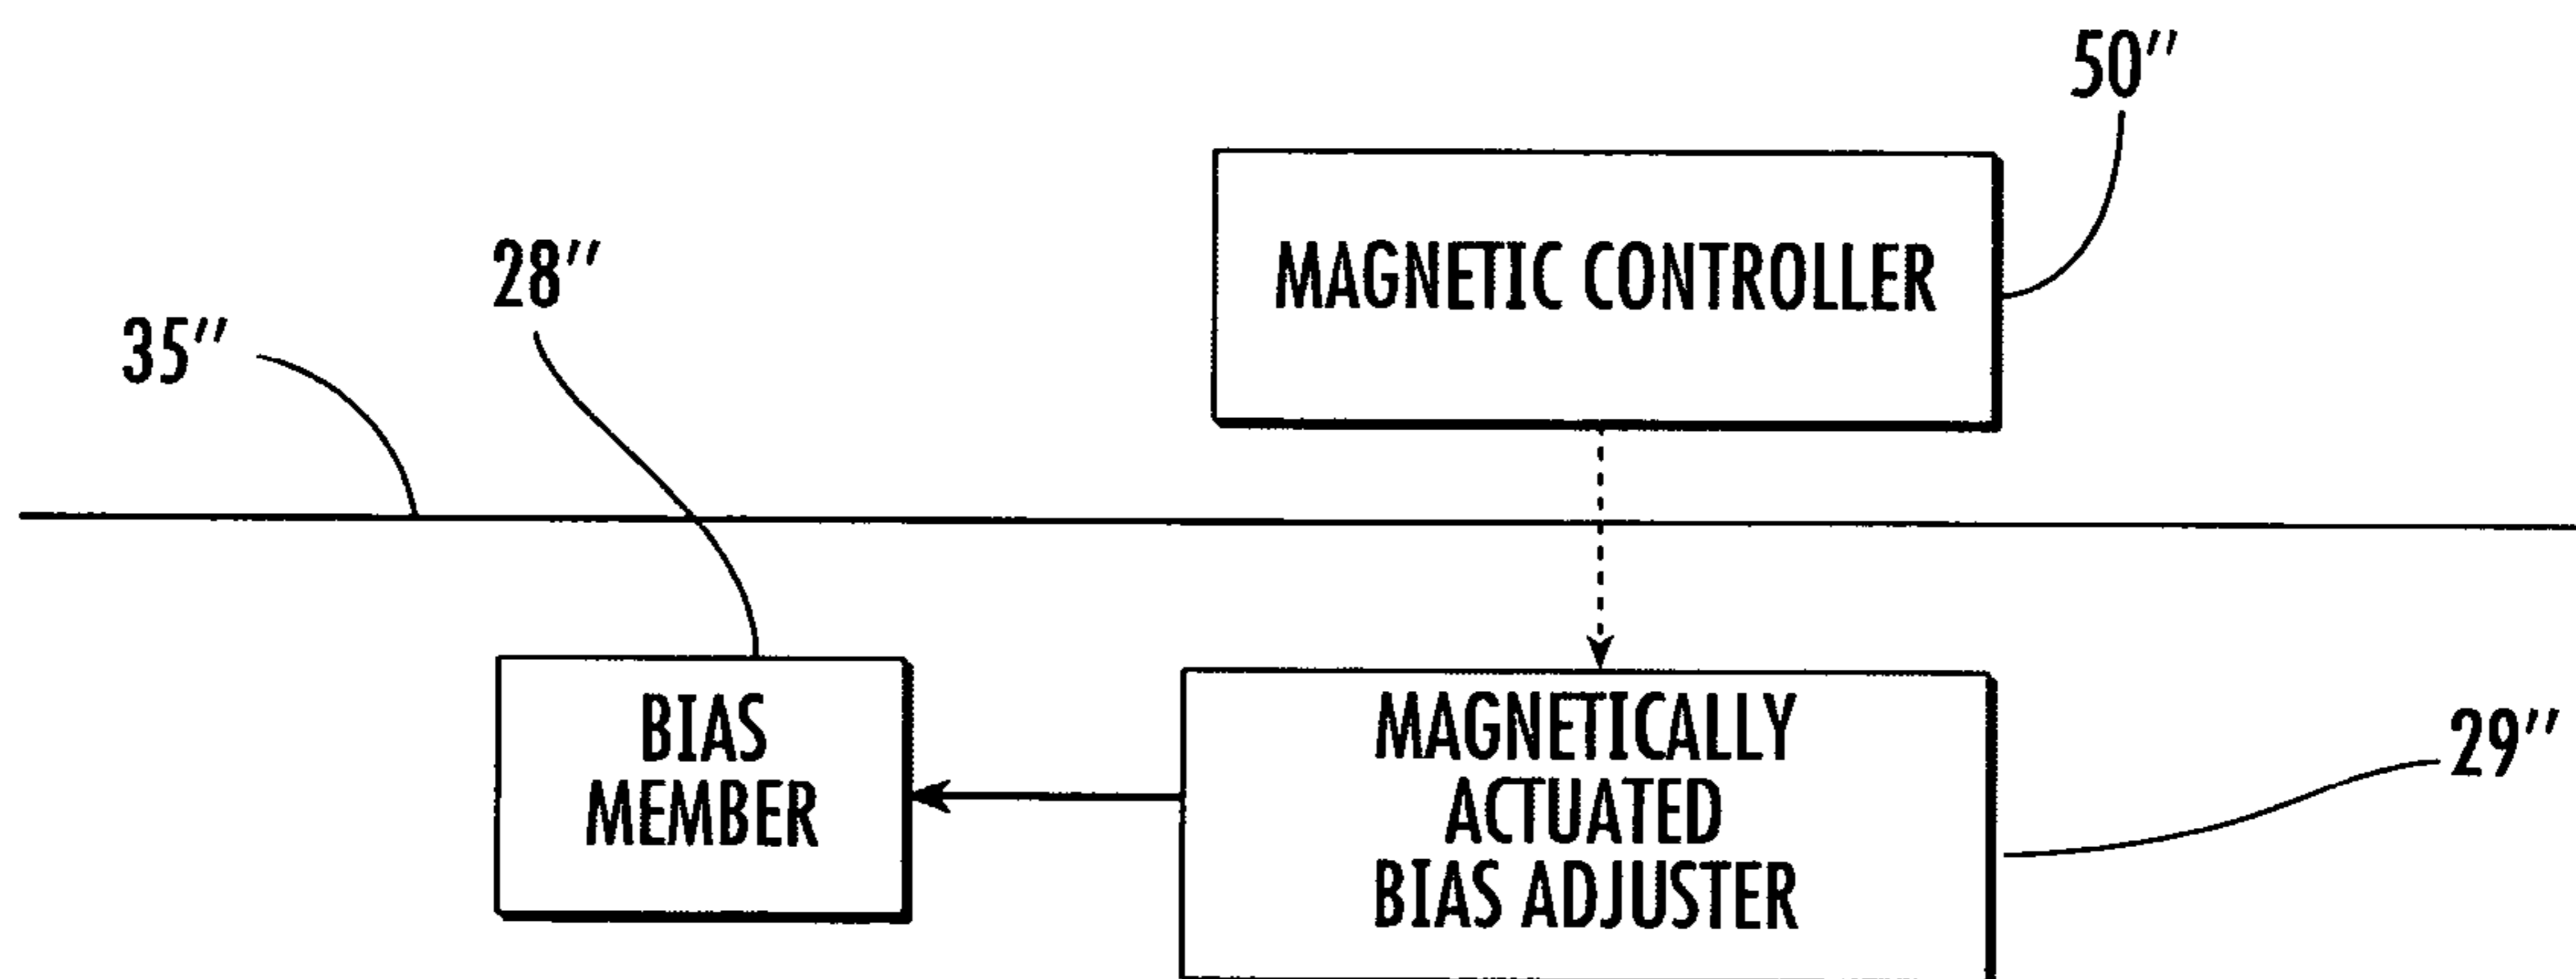 50″
MAGNETIC CONTROLLER
28″
35″
BIAS
MEMBER
MAGNETICALLY
ACTUATED
BIAS ADJUSTER
29″